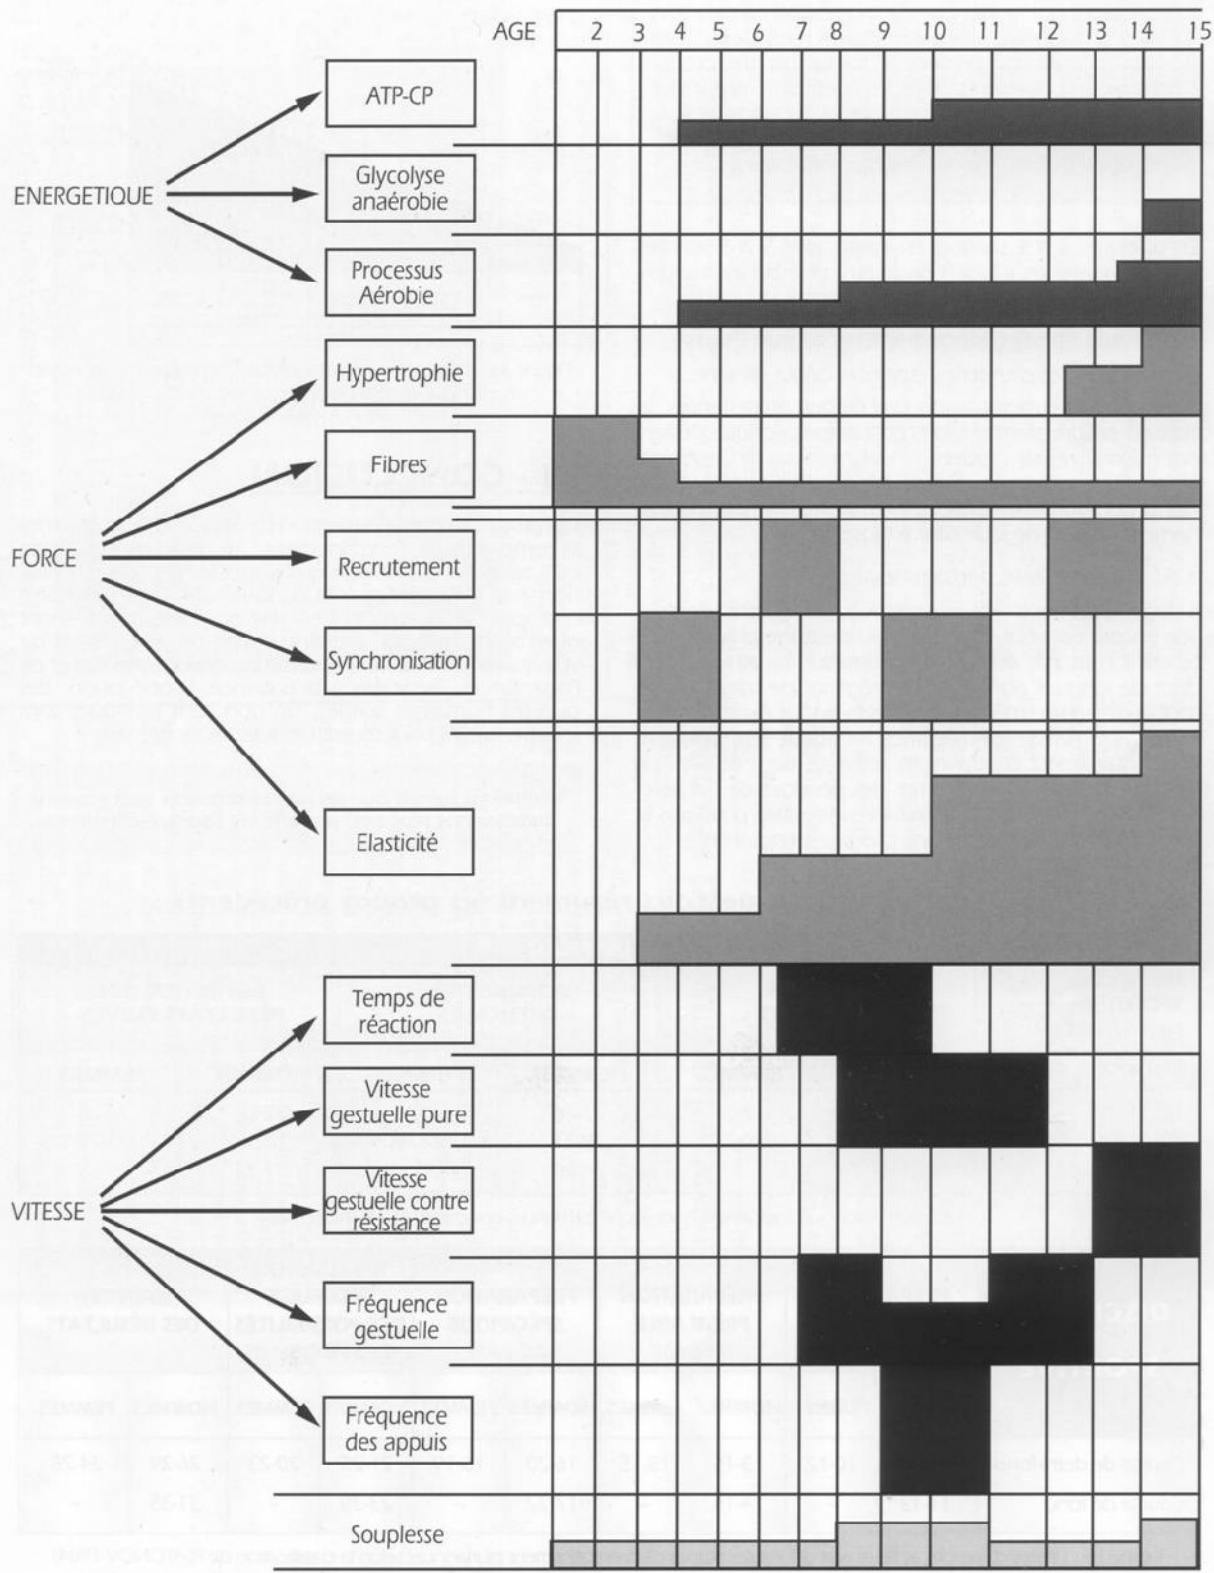 AGE 2 3 4 5 6 7 8 9 10 11 12 13 14 15
ATP-CP
ENERGETIQUE
Glycolyse
anaérobie
Processus
Aérobie
Hypertrophie
Fibres
FORCE
Recrutement
Synchronisation
Elasticité
Temps de
réaction
Vitesse
gestuelle pure
VITESSE
Vitesse
gestuelle contre
résistance
Fréquence
gestuelle
Fréquence
des appuis
Souplesse